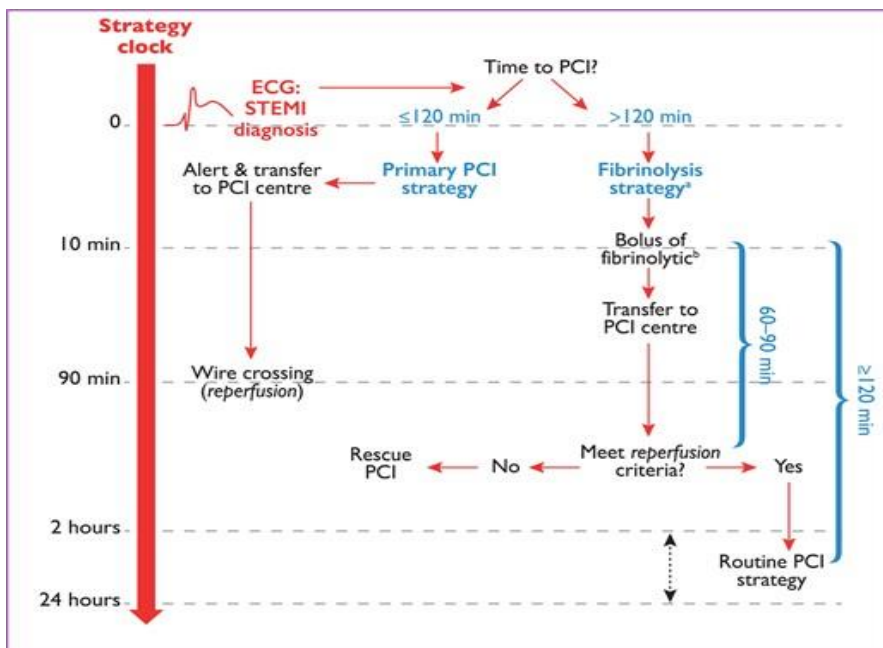 Strategy
clock
Time to PCI?
ECG:
STEMI
diagnosis
0
≤120 min
>120 min
Alert & transfer
to PCI centre
Primary PCI
strategy
Fibrinolysis
strategyᵃ
10 min
Bolus of
fibrinolyticᵇ
Transfer to
PCI centre
60–90 min
≥120 min
Wire crossing
(reperfusion)
90 min
Rescue
PCI
No
Meet reperfusion
criteria?
Yes
2 hours
Routine PCI
strategy
24 hours